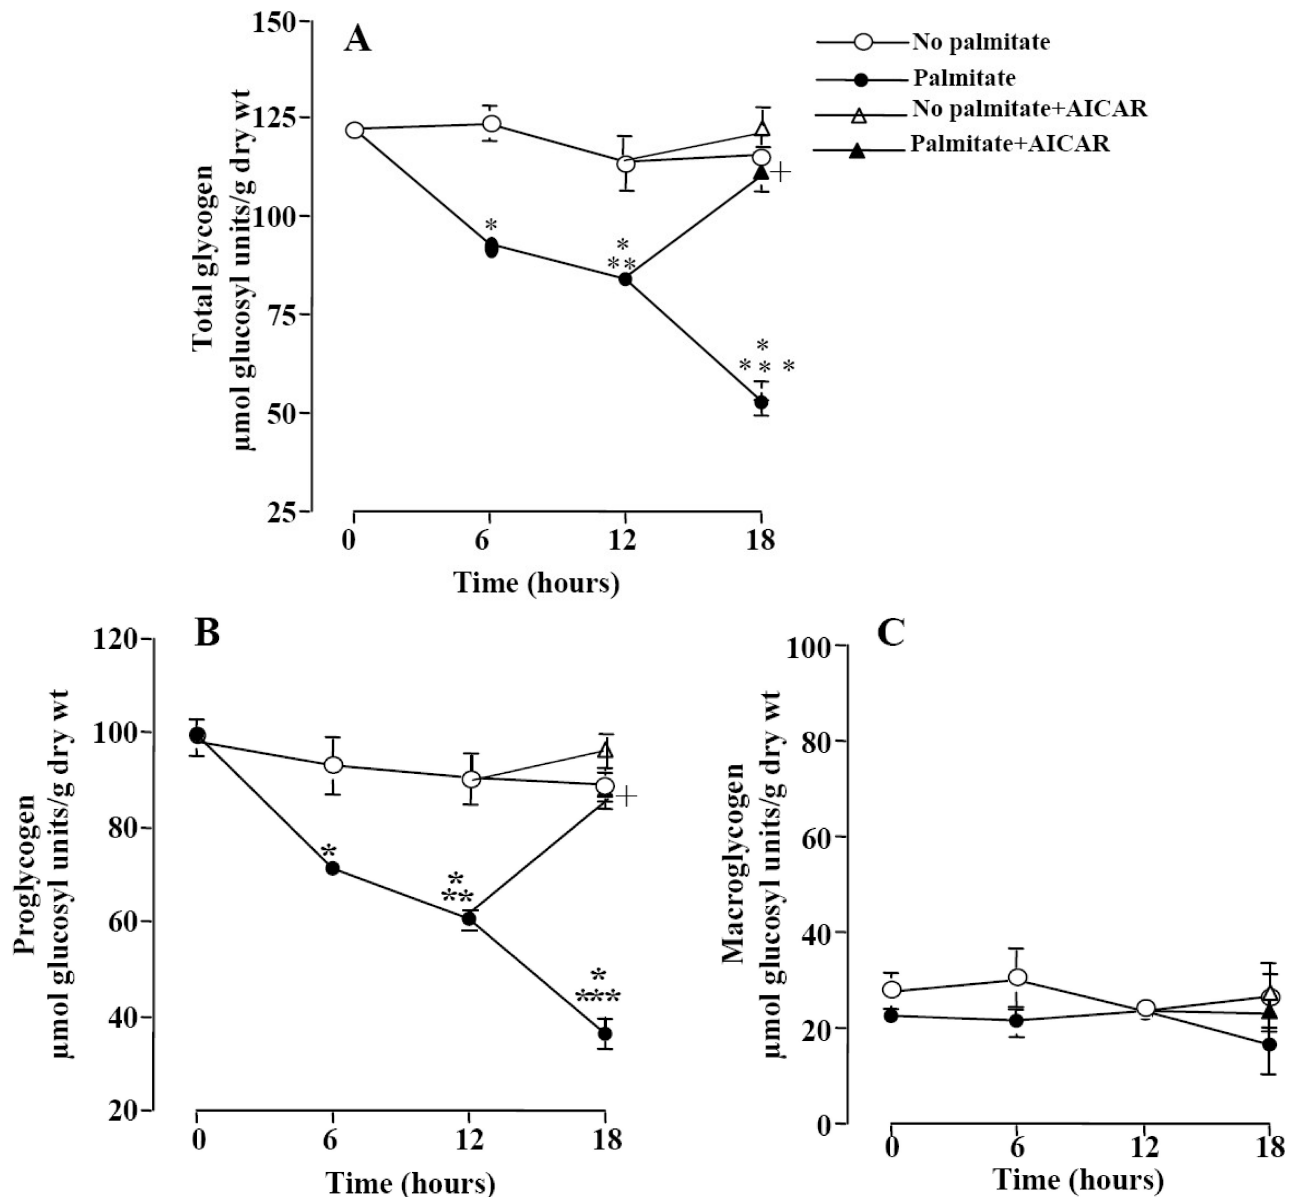 A
No palmitate
Palmitate
No palmitate+AICAR
Palmitate+AICAR
Total glycogen
µmol glucosyl units/g dry wt
150
125
100
75
50
25
*
*
**
*
***
+
0 6 12 18
Time (hours)
B
Proglycogen
µmol glucosyl units/g dry wt
120
100
80
60
40
20
*
*
**
*
***
+
0 6 12 18
Time (hours)
C
Macroglycogen
µmol glucosyl units/g dry wt
100
80
60
40
20
0
0 6 12 18
Time (hours)